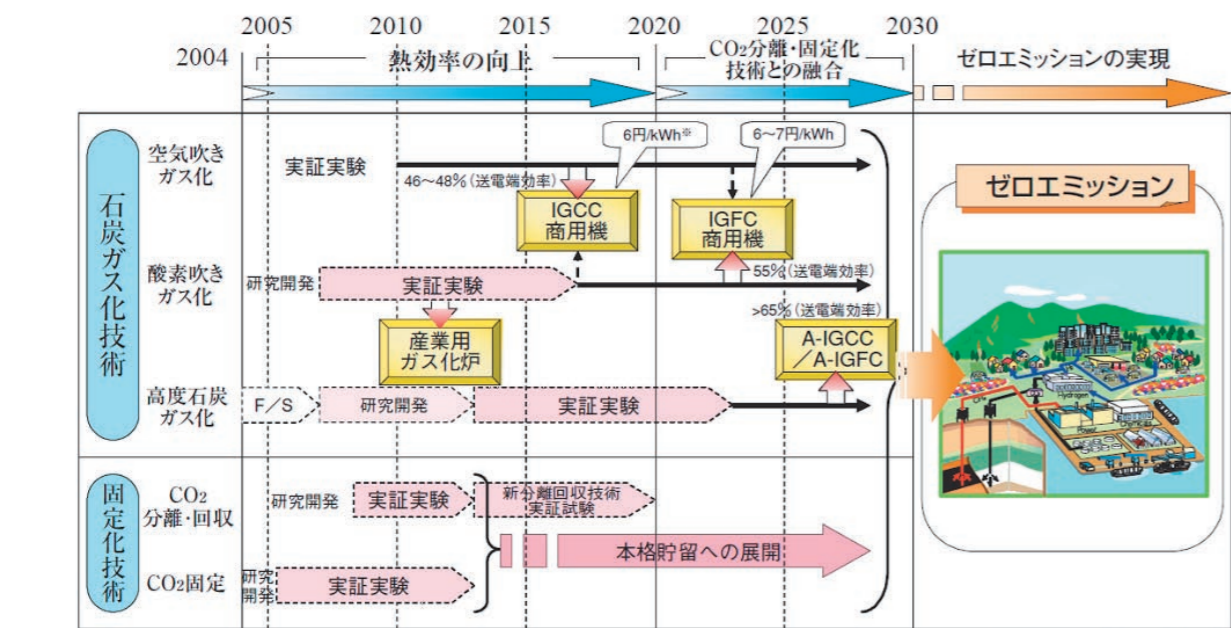 2005
2010
2015
2020
2025
2030
2004
熱効率の向上
CO2分離・固定化
技術との融合
ゼロエミッションの実現
石炭ガス化技術
空気吹き
ガス化
実証実験
46～48%(送電端効率)
6円/kWh※
6～7円/kWh
IGCC
商用機
IGFC
商用機
酸素吹き
ガス化
研究開発
実証実験
55%(送電端効率)
>65%(送電端効率)
産業用
ガス化炉
A-IGCC
／A-IGFC
高度石炭
ガス化
F／S
研究開発
実証実験
ゼロエミッション
Hydrogen
Power
固定化技術
CO2
分離・回収
研究開発
実証実験
新分離回収技術
実証試験
本格貯留への展開
CO2固定
研究
開発
実証実験